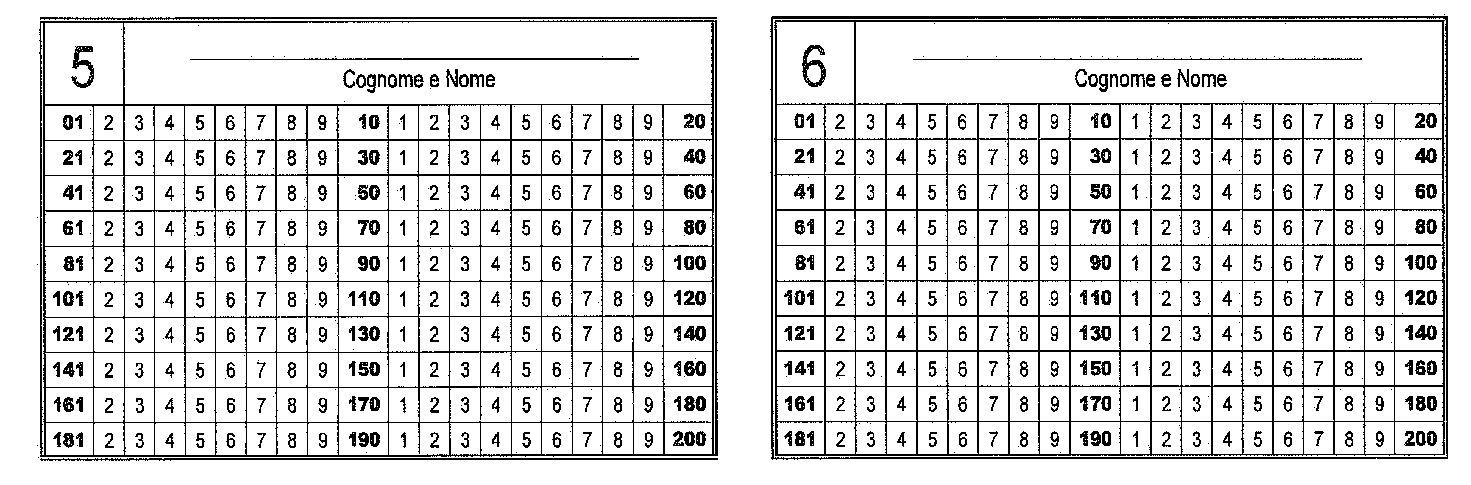 5
Cognome e Nome
01 2 3 4 5 6 7 8 9 10 1 2 3 4 5 6 7 8 9 20
21 2 3 4 5 6 7 8 9 30 1 2 3 4 5 6 7 8 9 40
41 2 3 4 5 6 7 8 9 50 1 2 3 4 5 6 7 8 9 60
61 2 3 4 5 6 7 8 9 70 1 2 3 4 5 6 7 8 9 80
81 2 3 4 5 6 7 8 9 90 1 2 3 4 5 6 7 8 9 100
101 2 3 4 5 6 7 8 9 110 1 2 3 4 5 6 7 8 9 120
121 2 3 4 5 6 7 8 9 130 1 2 3 4 5 6 7 8 9 140
141 2 3 4 5 6 7 8 9 150 1 2 3 4 5 6 7 8 9 160
161 2 3 4 5 6 7 8 9 170 1 2 3 4 5 6 7 8 9 180
181 2 3 4 5 6 7 8 9 190 1 2 3 4 5 6 7 8 9 200
6
Cognome e Nome
01 2 3 4 5 6 7 8 9 10 1 2 3 4 5 6 7 8 9 20
21 2 3 4 5 6 7 8 9 30 1 2 3 4 5 6 7 8 9 40
41 2 3 4 5 6 7 8 9 50 1 2 3 4 5 6 7 8 9 60
61 2 3 4 5 6 7 8 9 70 1 2 3 4 5 6 7 8 9 80
81 2 3 4 5 6 7 8 9 90 1 2 3 4 5 6 7 8 9 100
101 2 3 4 5 6 7 8 9 110 1 2 3 4 5 6 7 8 9 120
121 2 3 4 5 6 7 8 9 130 1 2 3 4 5 6 7 8 9 140
141 2 3 4 5 6 7 8 9 150 1 2 3 4 5 6 7 8 9 160
161 2 3 4 5 6 7 8 9 170 1 2 3 4 5 6 7 8 9 180
181 2 3 4 5 6 7 8 9 190 1 2 3 4 5 6 7 8 9 200